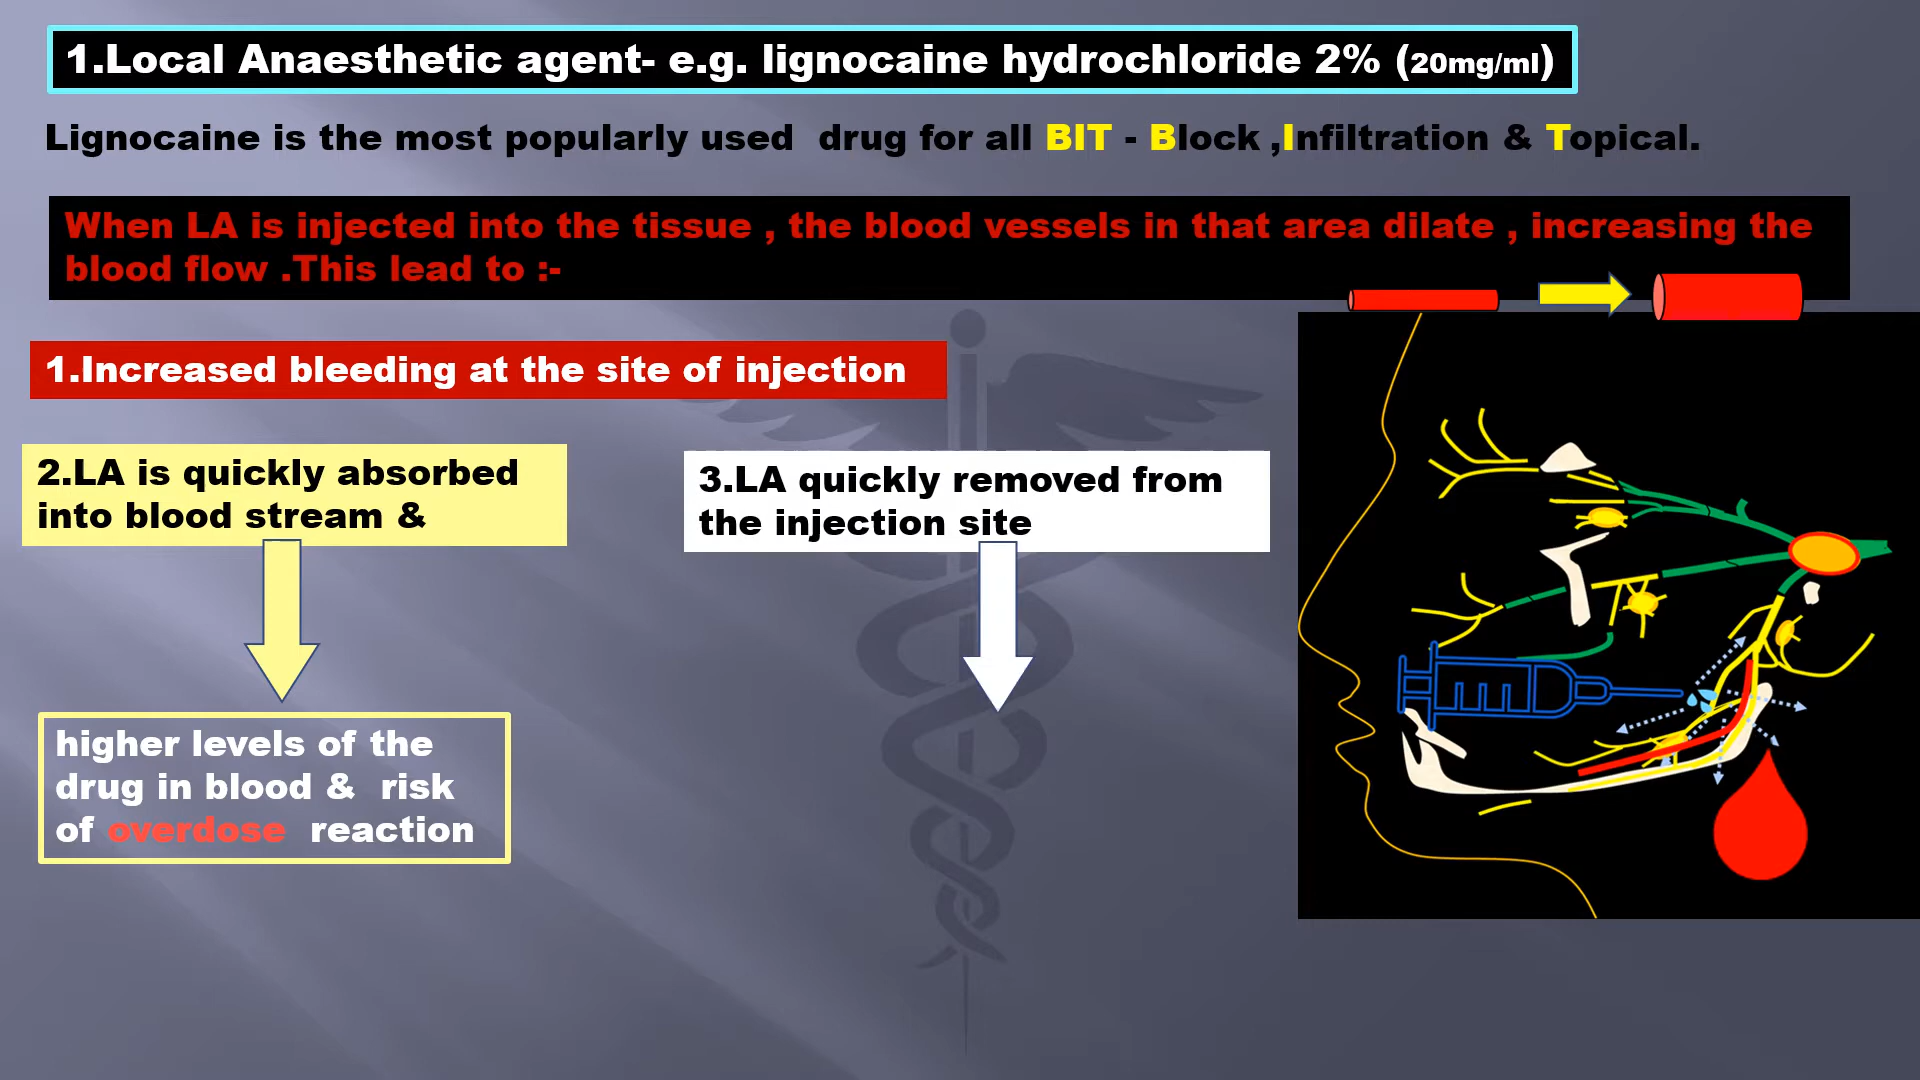 1.Local Anaesthetic agent- e.g. lignocaine hydrochloride 2% (20mg/ml)
Lignocaine is the most popularly used  drug for all BIT - Block ,Infiltration & Topical.
When LA is injected into the tissue , the blood vessels in that area dilate , increasing the
blood flow .This lead to :-
1.Increased bleeding at the site of injection
2.LA is quickly absorbed
into blood stream &
3.LA quickly removed from
the injection site
higher levels of the
drug in blood &  risk
of overdose  reaction